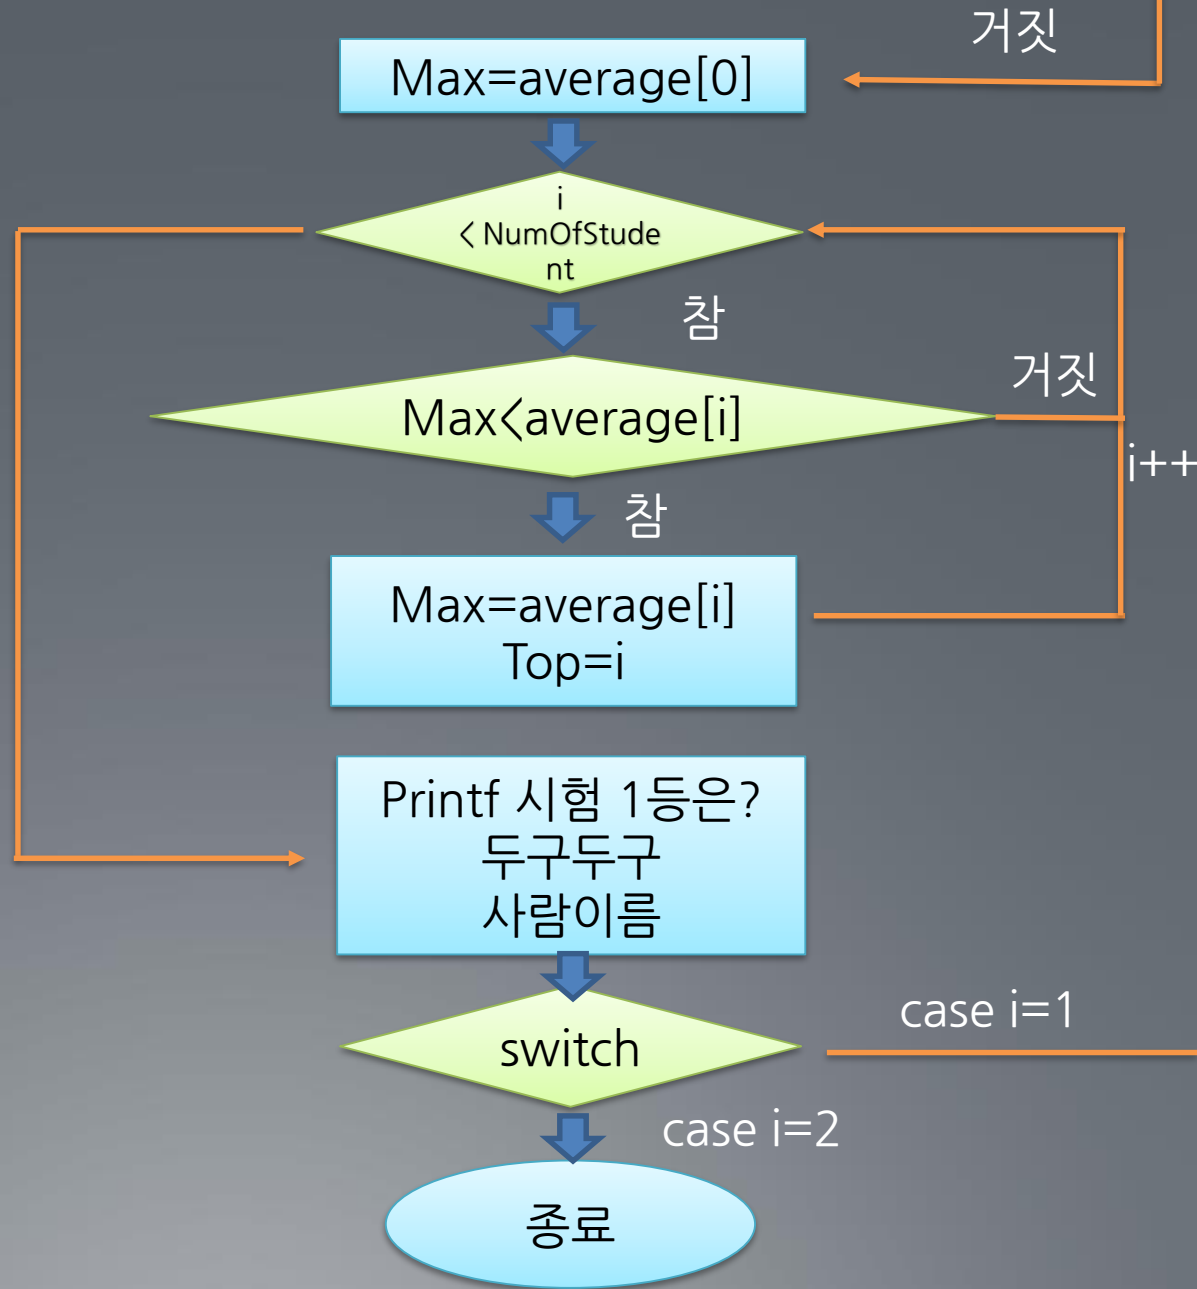 거짓
Max=average[0]
i
<NumOfStude
nt
참
Max<average[i]
거짓
i++
참
Max=average[i]
Top=i
Printf 시험 1등은?
두구두구
사람이름
switch
case i=1
case i=2
종료